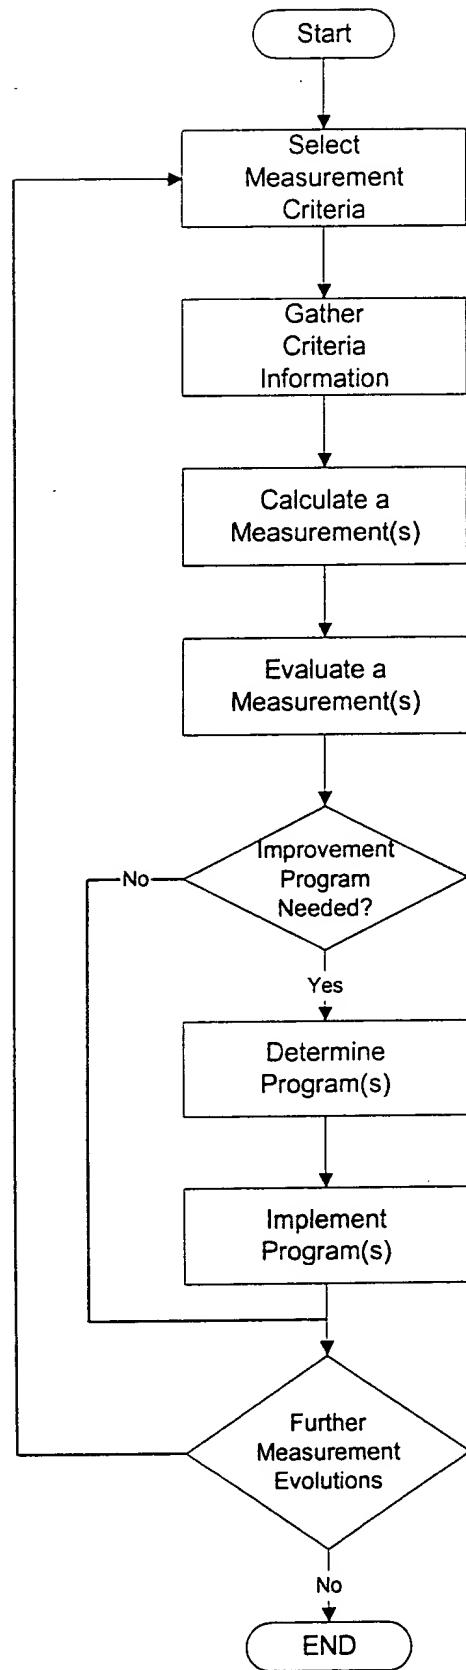 Start
Select
Measurement
Criteria
Gather
Criteria
Information
Calculate a
Measurement(s)
Evaluate a
Measurement(s)
Improvement
Program
Needed?
No
Yes
Determine
Program(s)
Implement
Program(s)
Further
Measurement
Evolutions
No
END